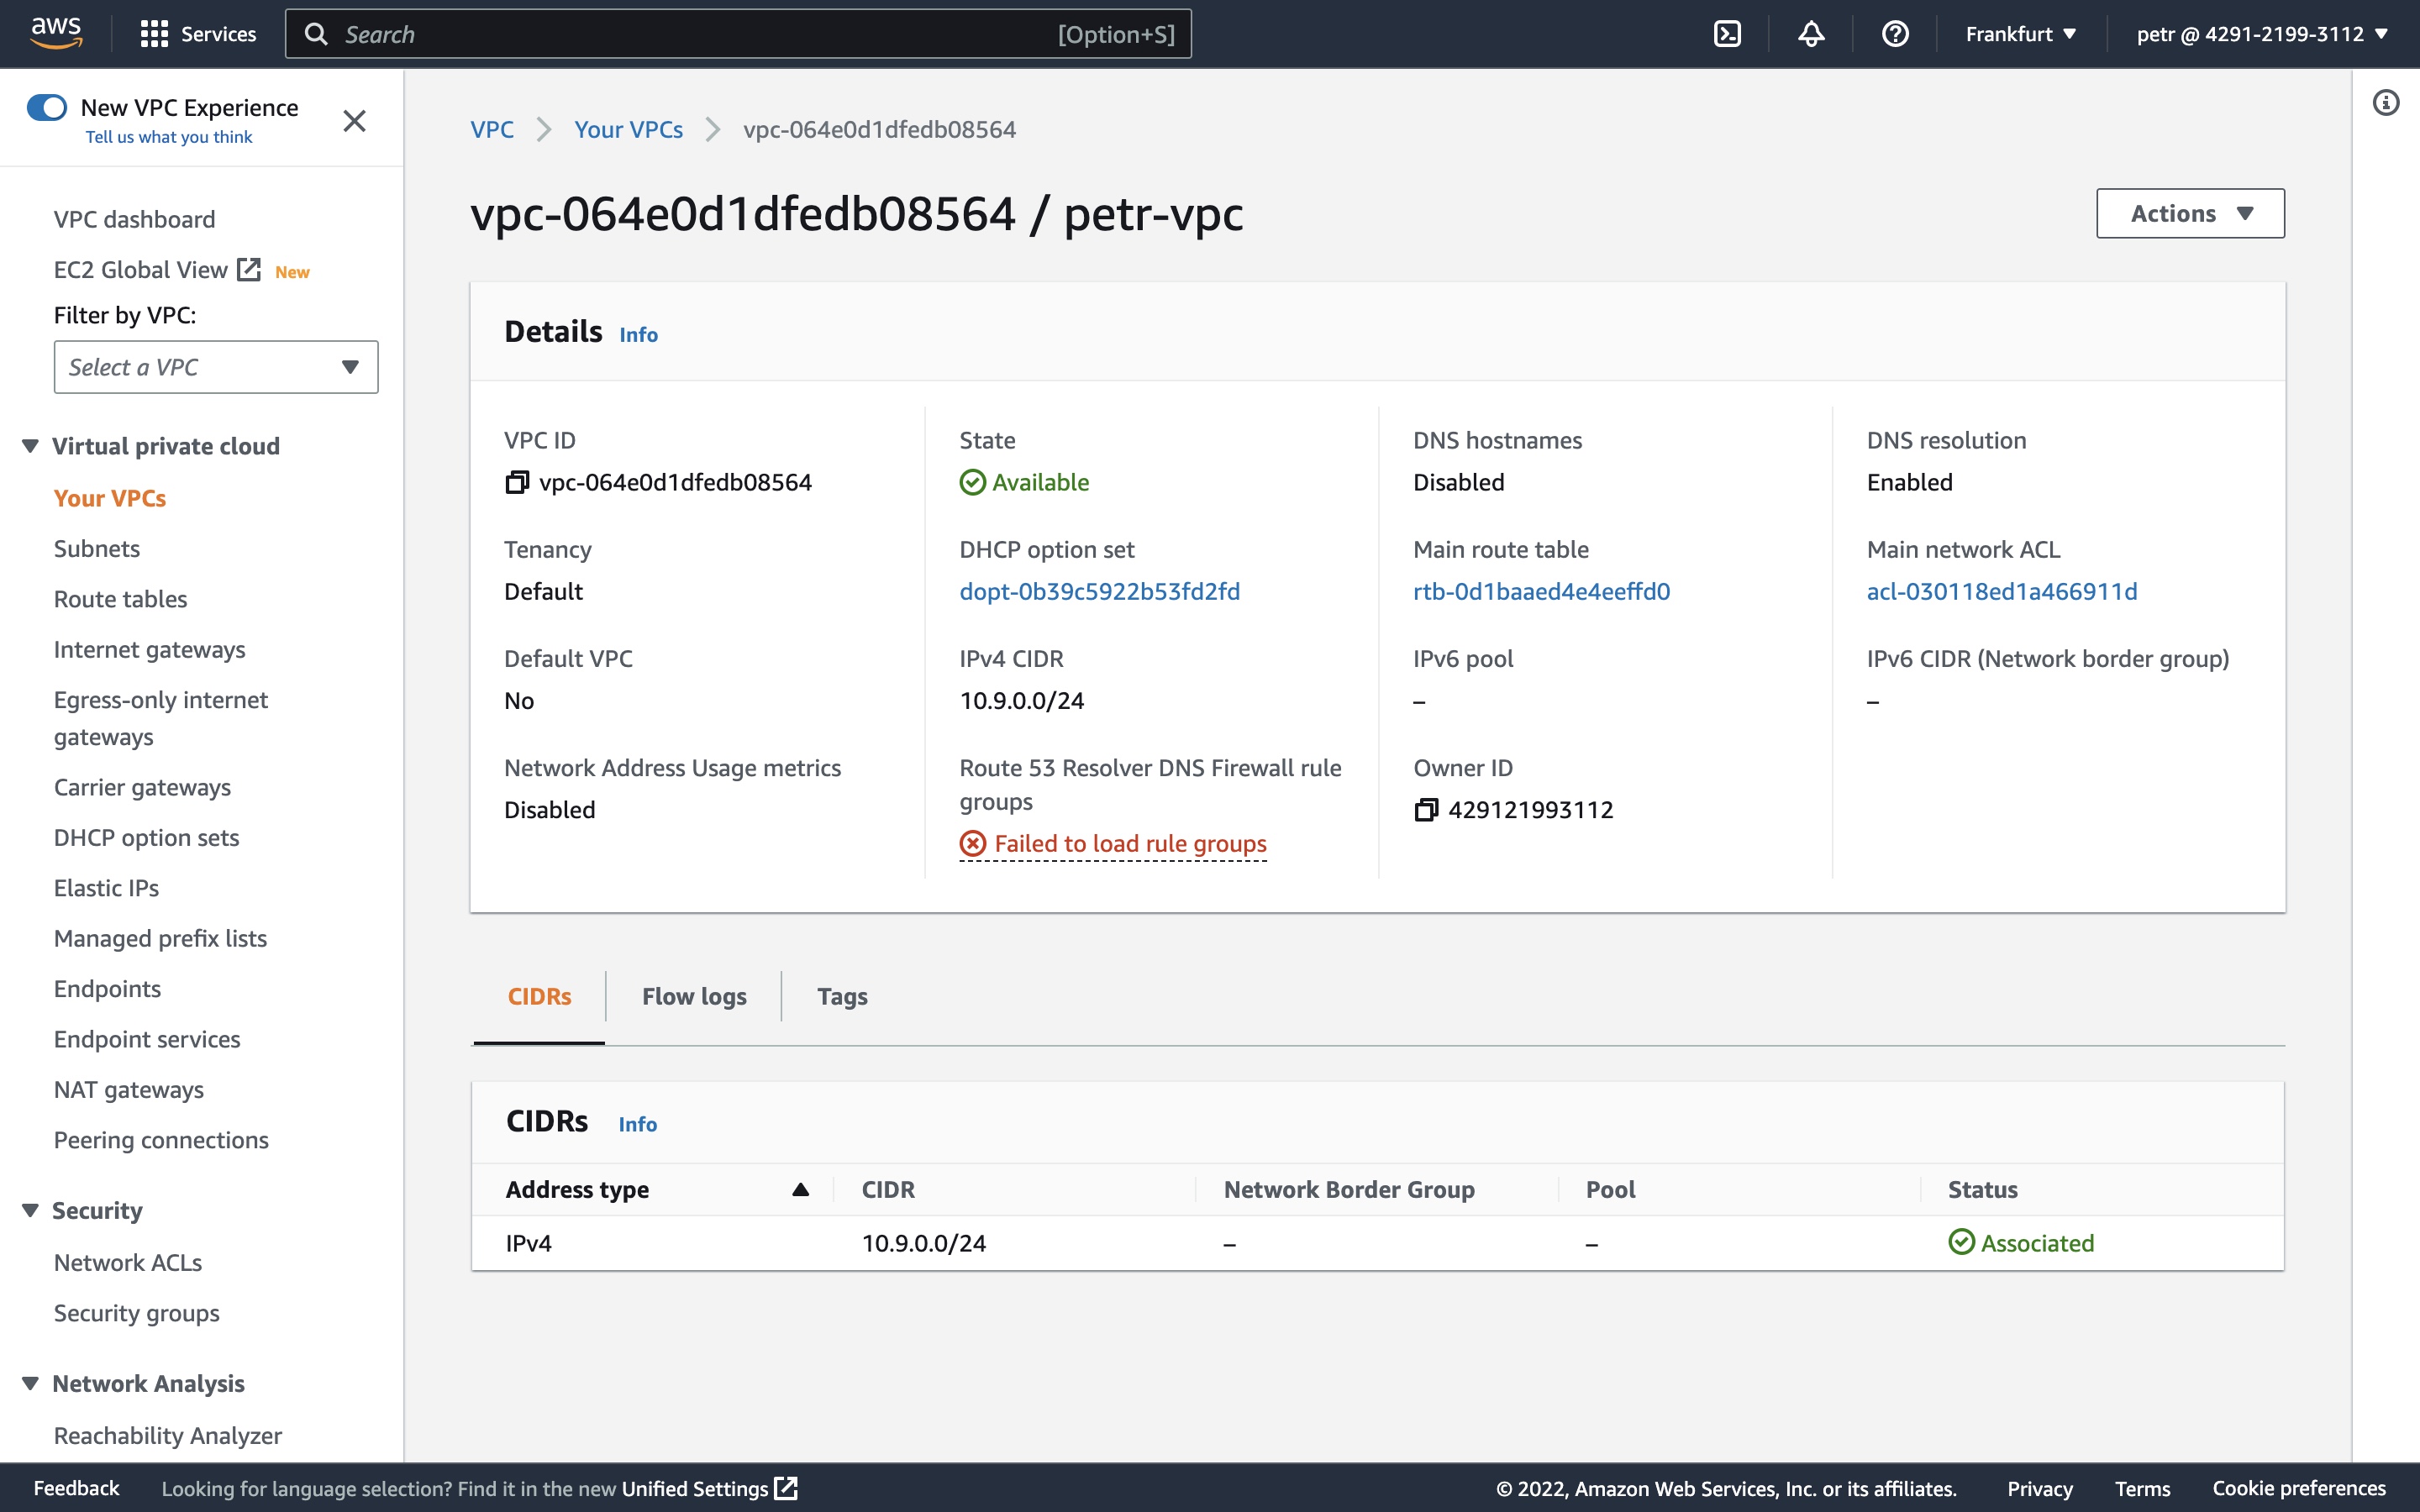 aws
Services
Search
[Option+S]
Frankfurt
petr @ 4291-2199-3112
New VPC Experience
Tell us what you think
VPC dashboard
EC2 Global View New
Filter by VPC:
Select a VPC
Virtual private cloud
Your VPCs
Subnets
Route tables
Internet gateways
Egress-only internet
gateways
Carrier gateways
DHCP option sets
Elastic IPs
Managed prefix lists
Endpoints
Endpoint services
NAT gateways
Peering connections
Security
Network ACLs
Security groups
Network Analysis
Reachability Analyzer
VPC > Your VPCs > vpc-064e0d1dfedb08564
vpc-064e0d1dfedb08564 / petr-vpc
Actions
Details Info
VPC ID
vpc-064e0d1dfedb08564
State
Available
DNS hostnames
Disabled
DNS resolution
Enabled
Tenancy
Default
DHCP option set
dopt-0b39c5922b53fd2fd
Main route table
rtb-0d1baaed4e4eeffd0
Main network ACL
acl-030118ed1a466911d
Default VPC
No
IPv4 CIDR
10.9.0.0/24
IPv6 pool
–
IPv6 CIDR (Network border group)
–
Network Address Usage metrics
Disabled
Route 53 Resolver DNS Firewall rule
groups
Failed to load rule groups
Owner ID
429121993112
CIDRs
Flow logs
Tags
CIDRs Info
Address type CIDR Network Border Group Pool Status
IPv4 10.9.0.0/24 – – Associated
Feedback
Looking for language selection? Find it in the new Unified Settings
© 2022, Amazon Web Services, Inc. or its affiliates.
Privacy
Terms
Cookie preferences